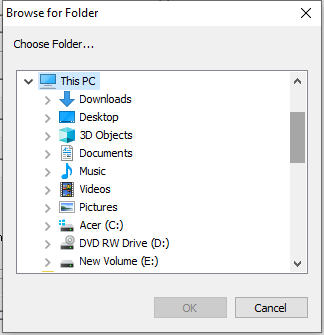 Browse for Folder
Choose Folder...
This PC
Downloads
Desktop
3D Objects
Documents
Music
Videos
Pictures
Acer (C:)
DVD RW Drive (D:)
New Volume (E:)
OK
Cancel